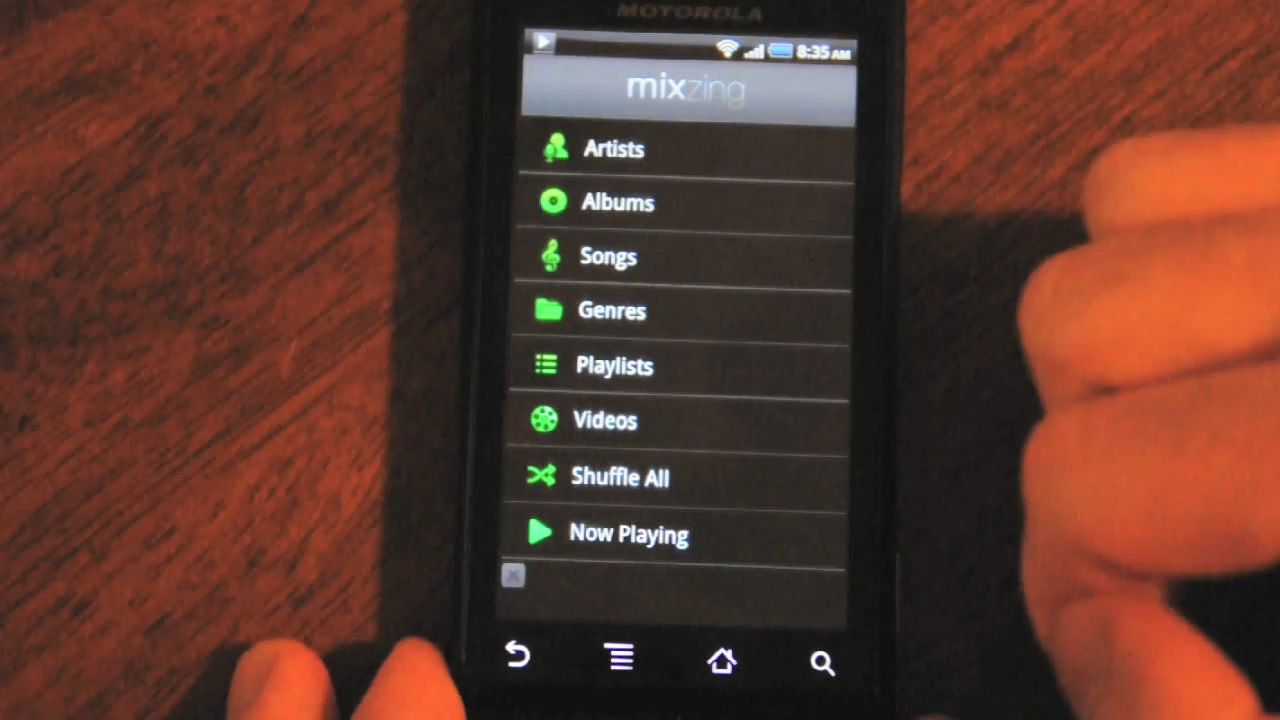 MOTOROLA
8:35 AM
mixzing
Artists
Albums
Songs
Genres
Playlists
Videos
Shuffle All
Now Playing